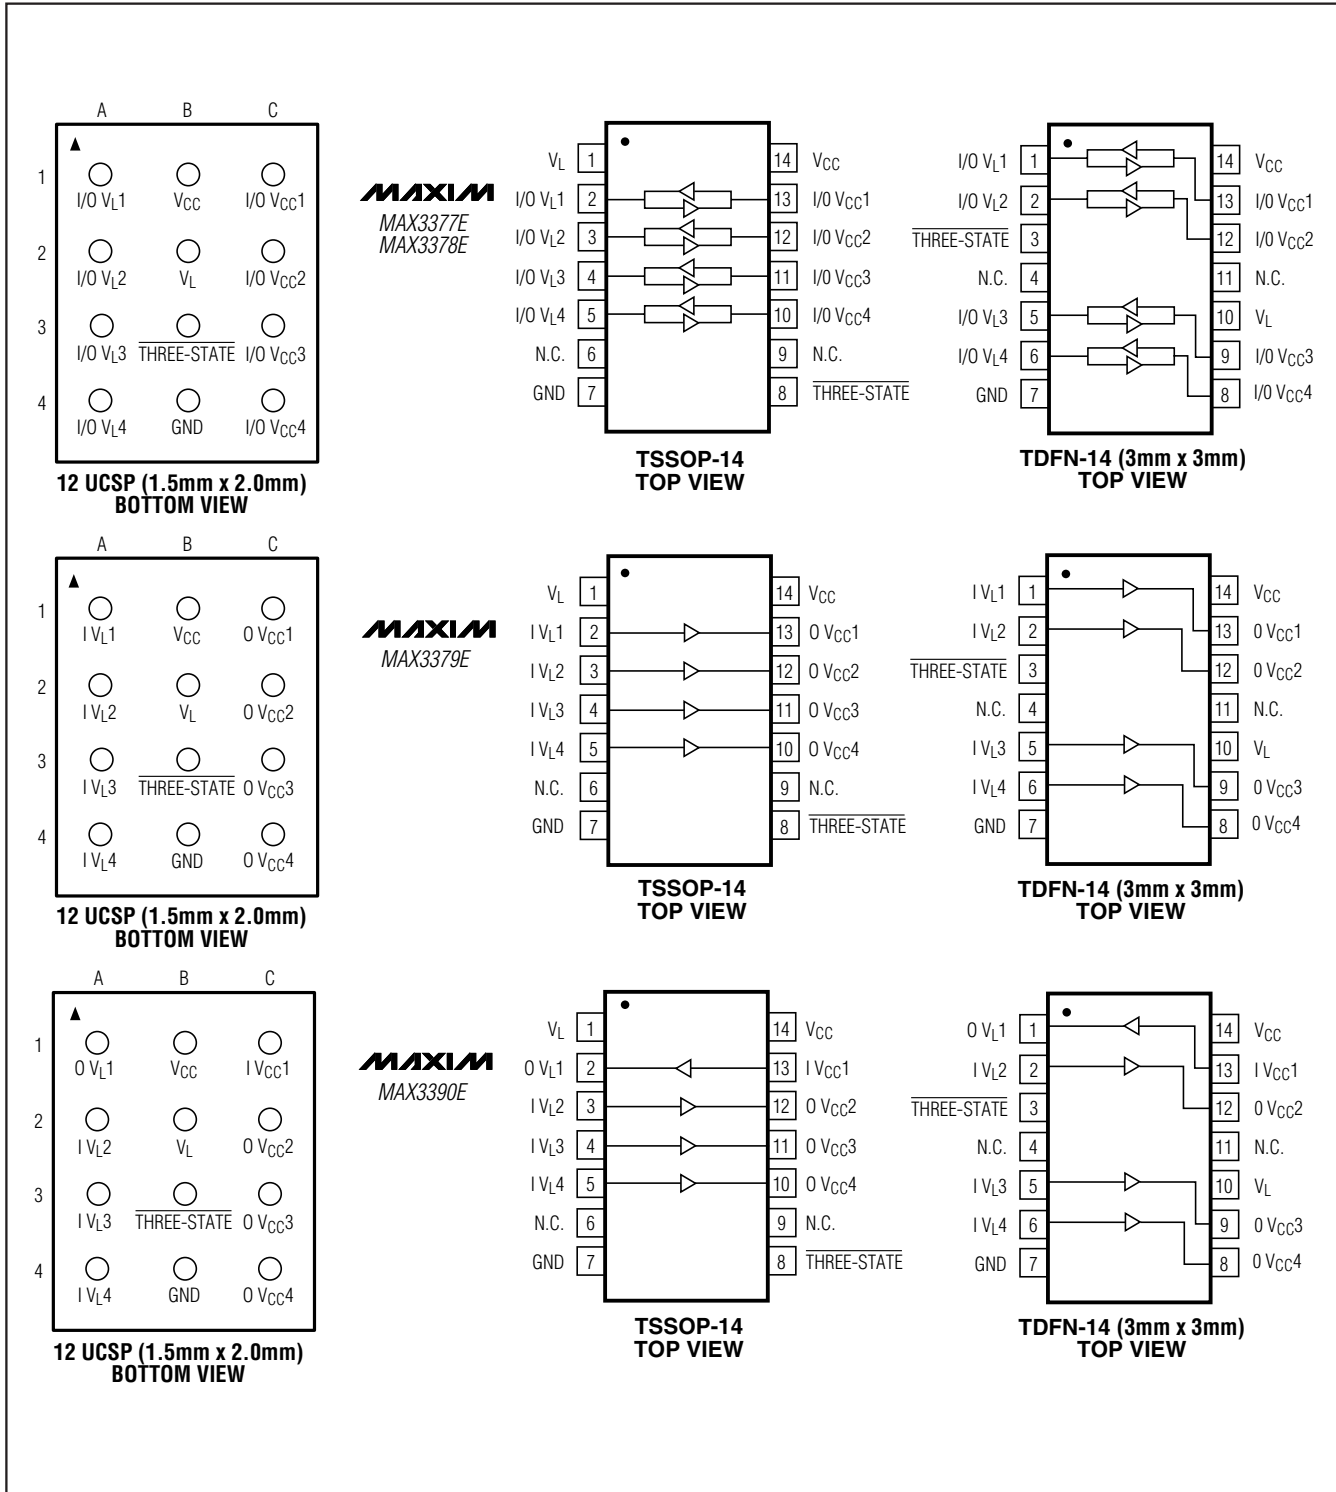 A B C
1 2 3 4
I/O VL1 VCC I/O VCC1
I/O VL2 VL I/O VCC2
I/O VL3 THREE-STATE I/O VCC3
I/O VL4 GND I/O VCC4
12 UCSP (1.5mm x 2.0mm)
BOTTOM VIEW
MAXIM
MAX3377E
MAX3378E
VL 1 14 VCC
I/O VL1 2 13 I/O VCC1
I/O VL2 3 12 I/O VCC2
I/O VL3 4 11 I/O VCC3
I/O VL4 5 10 I/O VCC4
N.C. 6 9 N.C.
GND 7 8 THREE-STATE
TSSOP-14
TOP VIEW
I/O VL1 1 14 VCC
I/O VL2 2 13 I/O VCC1
THREE-STATE 3 12 I/O VCC2
N.C. 4 11 N.C.
I/O VL3 5 10 VL
I/O VL4 6 9 I/O VCC3
GND 7 8 I/O VCC4
TDFN-14 (3mm x 3mm)
TOP VIEW
A B C
1 2 3 4
I VL1 VCC O VCC1
I VL2 VL O VCC2
I VL3 THREE-STATE O VCC3
I VL4 GND O VCC4
12 UCSP (1.5mm x 2.0mm)
BOTTOM VIEW
MAXIM
MAX3379E
VL 1 14 VCC
I VL1 2 13 O VCC1
I VL2 3 12 O VCC2
I VL3 4 11 O VCC3
I VL4 5 10 O VCC4
N.C. 6 9 N.C.
GND 7 8 THREE-STATE
TSSOP-14
TOP VIEW
I VL1 1 14 VCC
I VL2 2 13 O VCC1
THREE-STATE 3 12 O VCC2
N.C. 4 11 N.C.
I VL3 5 10 VL
I VL4 6 9 O VCC3
GND 7 8 O VCC4
TDFN-14 (3mm x 3mm)
TOP VIEW
A B C
1 2 3 4
O VL1 VCC I VCC1
I VL2 VL O VCC2
I VL3 THREE-STATE O VCC3
I VL4 GND O VCC4
12 UCSP (1.5mm x 2.0mm)
BOTTOM VIEW
MAXIM
MAX3390E
VL 1 14 VCC
O VL1 2 13 I VCC1
I VL2 3 12 O VCC2
I VL3 4 11 O VCC3
I VL4 5 10 O VCC4
N.C. 6 9 N.C.
GND 7 8 THREE-STATE
TSSOP-14
TOP VIEW
O VL1 1 14 VCC
I VL2 2 13 I VCC1
THREE-STATE 3 12 O VCC2
N.C. 4 11 N.C.
I VL3 5 10 VL
I VL4 6 9 O VCC3
GND 7 8 O VCC4
TDFN-14 (3mm x 3mm)
TOP VIEW